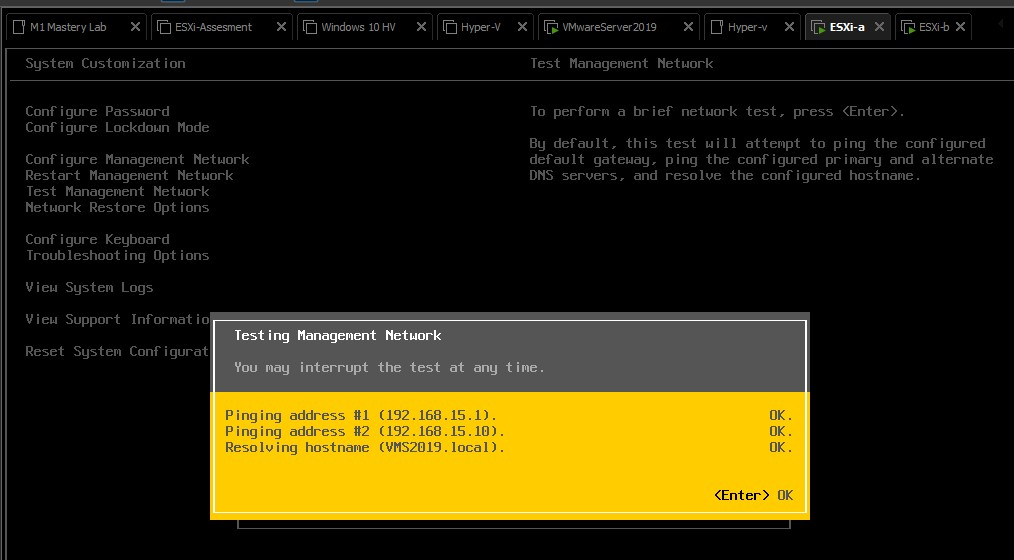 M1 Mastery Lab
ESXi-Assesment
Windows 10 HV
Hyper-V
VMwareServer2019
Hyper-v
ESXi-a
ESXi-b
System Customization
Test Management Network
Configure Password
Configure Lockdown Mode
Configure Management Network
Restart Management Network
Test Management Network
Network Restore Options
Configure Keyboard
Troubleshooting Options
View System Logs
View Support Informatio
Reset System Configurat
To perform a brief network test, press <Enter>.
By default, this test will attempt to ping the configured
default gateway, ping the configured primary and alternate
DNS servers, and resolve the configured hostname.
Testing Management Network
You may interrupt the test at any time.
Pinging address #1 (192.168.15.1). OK.
Pinging address #2 (192.168.15.10). OK.
Resolving hostname (VMS2019.local). OK.
<Enter> OK